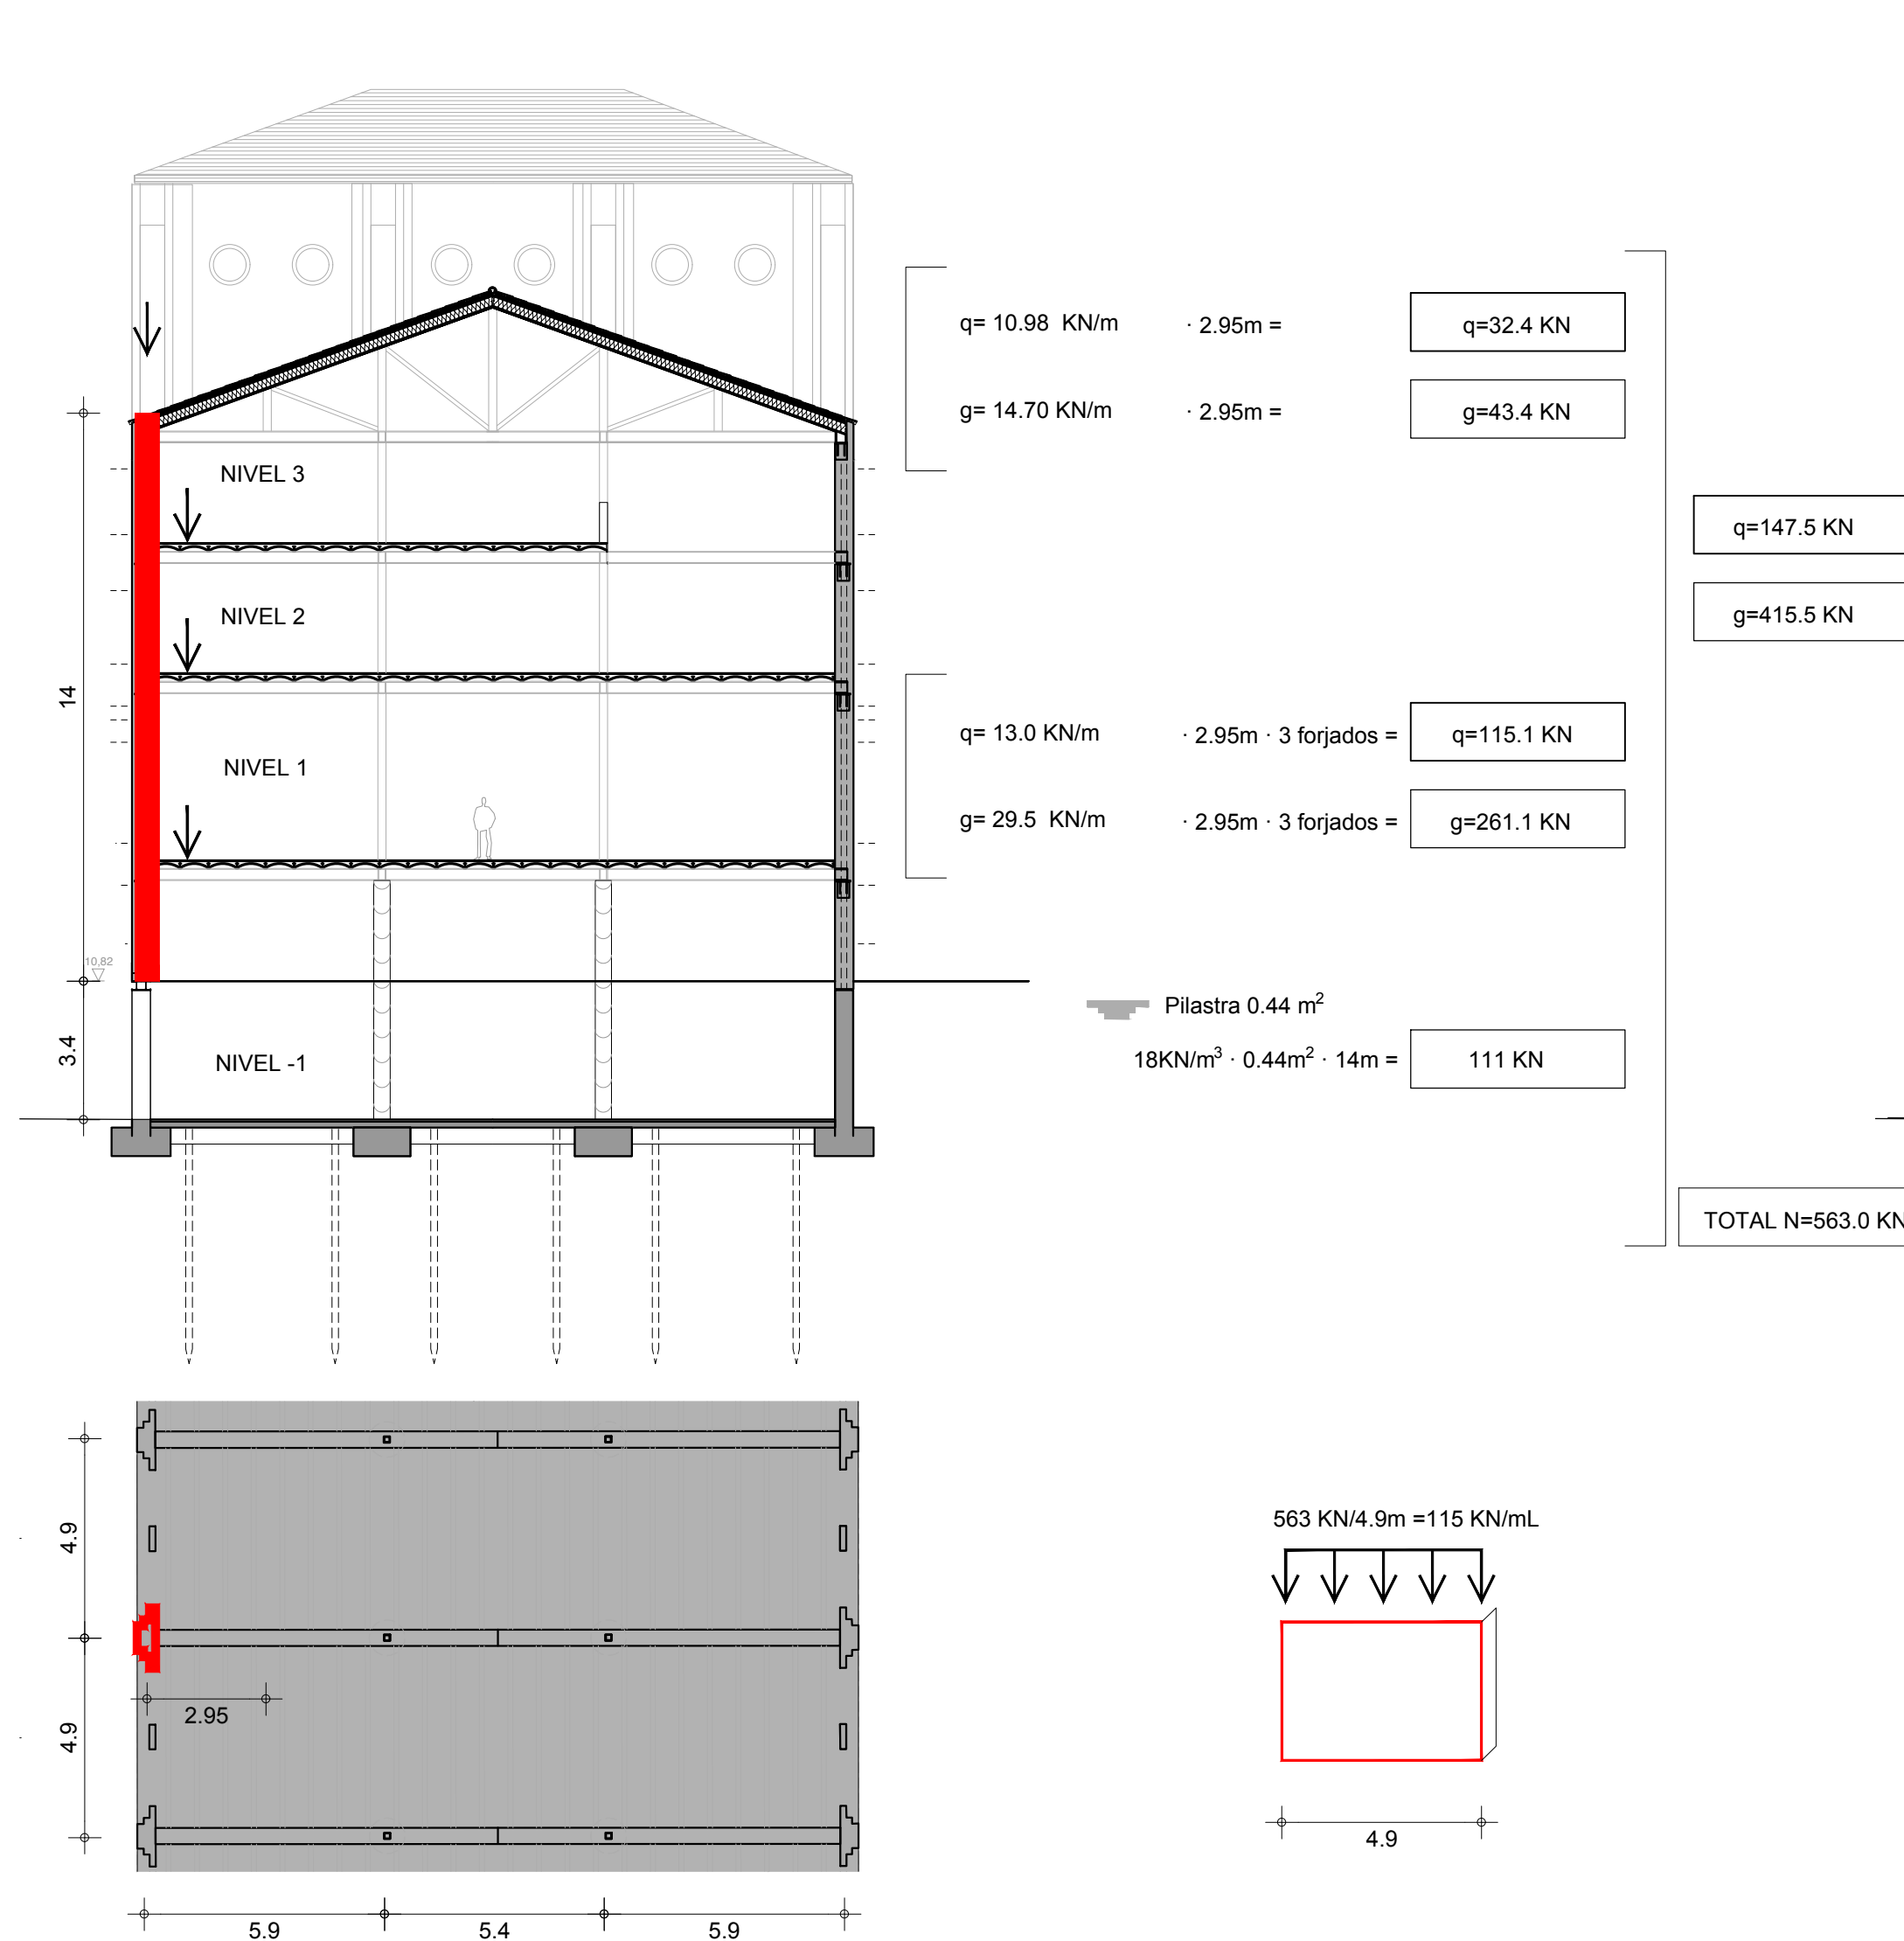 q= 10.98 KN/m · 2.95m = q=32.4 KN
g= 14.70 KN/m · 2.95m = g=43.4 KN
NIVEL 3
q=147.5 KN
NIVEL 2
g=415.5 KN
14
q= 13.0 KN/m · 2.95m · 3 forjados = q=115.1 KN
NIVEL 1
g= 29.5 KN/m · 2.95m · 3 forjados = g=261.1 KN
10,82
Pilastra 0.44 m²
3.4
NIVEL -1
18KN/m³ · 0.44m² · 14m = 111 KN
TOTAL N=563.0 KN
4.9
563 KN/4.9m =115 KN/mL
2.95
4.9
4.9
5.9 5.4 5.9